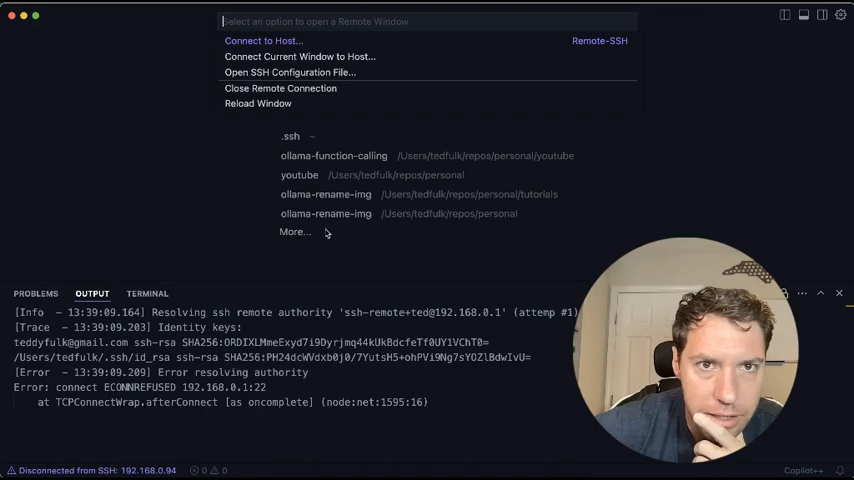 Select an option to open a Remote Window
Connect to Host... Remote-SSH
Connect Current Window to Host...
Open SSH Configuration File...
Close Remote Connection
Reload Window
.ssh ~
ollama-function-calling /Users/tedfulk/repos/personal/youtube
youtube /Users/tedfulk/repos/personal
ollama-rename-img /Users/tedfulk/repos/personal/tutorials
ollama-rename-img /Users/tedfulk/repos/personal
More...
PROBLEMS OUTPUT TERMINAL
[Info - 13:39:09.164] Resolving ssh remote authority 'ssh-remote+ted@192.168.0.1' (attemp #1)
[Trace - 13:39:09.203] Identity keys:
teddyfulk@gmail.com ssh-rsa SHA256:ORDIXLMmeExyd7i9Dyrjmq44kUkBdcfeTf0UY1VChT0=
/Users/tedfulk/.ssh/id_rsa ssh-rsa SHA256:PH24dcWVdxb0j0/7YutsH5+ohPVi9Ng7sYOZlBdwIvU=
[Error - 13:39:09.209] Error resolving authority
Error: connect ECONNREFUSED 192.168.0.1:22
at TCPConnectWrap.afterConnect [as oncomplete] (node:net:1595:16)
Disconnected from SSH: 192.168.0.94 0 0 Copilot++